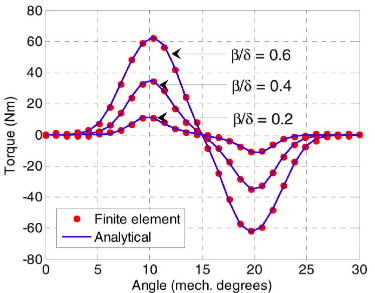 80
60
40
20
0
-20
-40
-60
-80
Torque (Nm)
β/δ = 0.6
β/δ = 0.4
β/δ = 0.2
Finite element
Analytical
0 5 10 15 20 25 30
Angle (mech. degrees)